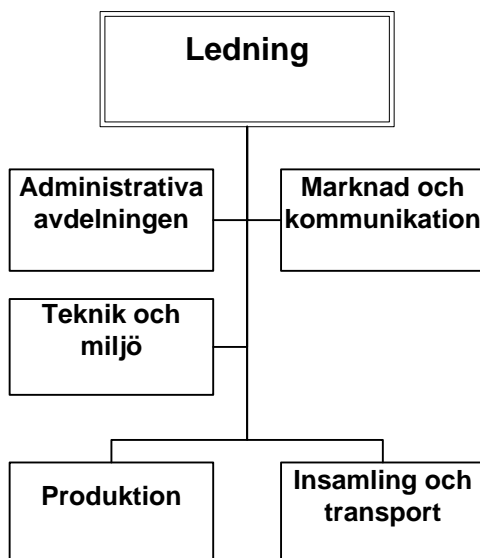 Ledning
Administrativa
avdelningen
Marknad och
kommunikation
Teknik och
miljö
Produktion
Insamling och
transport